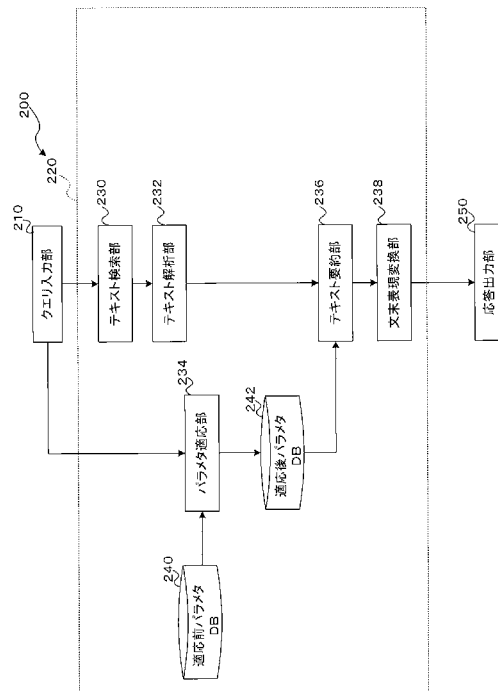 200
220
210
クエリ入力部
230
テキスト検索部
232
テキスト解析部
236
テキスト要約部
238
文末表現変換部
250
応答出力部
234
パラメタ適応部
242
適応後パラメタ
DB
240
適応前パラメタ
DB